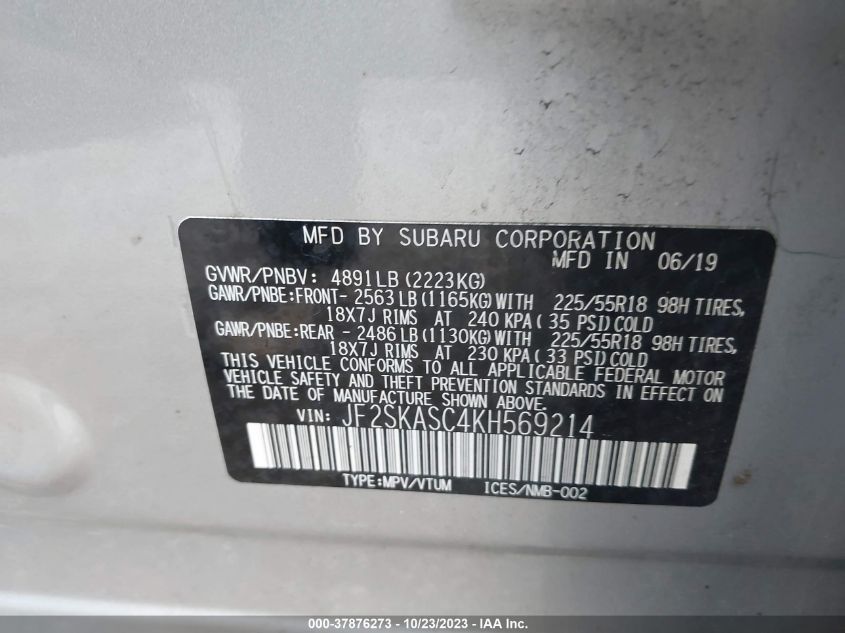 MFD BY SUBARU CORPORATION
MFD IN 06/19
GVWR/PNBV: 4891LB (2223KG)
GAWR/PNBE:FRONT- 2563 LB (1165KG) WITH 225/55R18 98H TIRES,
18X7J RIMS AT 240 KPA( 35 PSI) COLD
GAWR/PNBE:REAR - 2486 LB (1130KG) WITH 225/55R18 98H TIRES,
18X7J RIMS AT 230 KPA( 33 PSI) COLD
THIS VEHICLE CONFORMS TO ALL APPLICABLE FEDERAL MOTOR
VEHICLE SAFETY AND THEFT PREVENTION STANDARDS IN EFFECT ON
THE DATE OF MANUFACTURE SHOWN ABOVE.
VIN: JF2SKASC4KH569214
TYPE:MPV/VTUM ICES/NMB-002
000-37876273 - 10/23/2023 - IAA Inc.